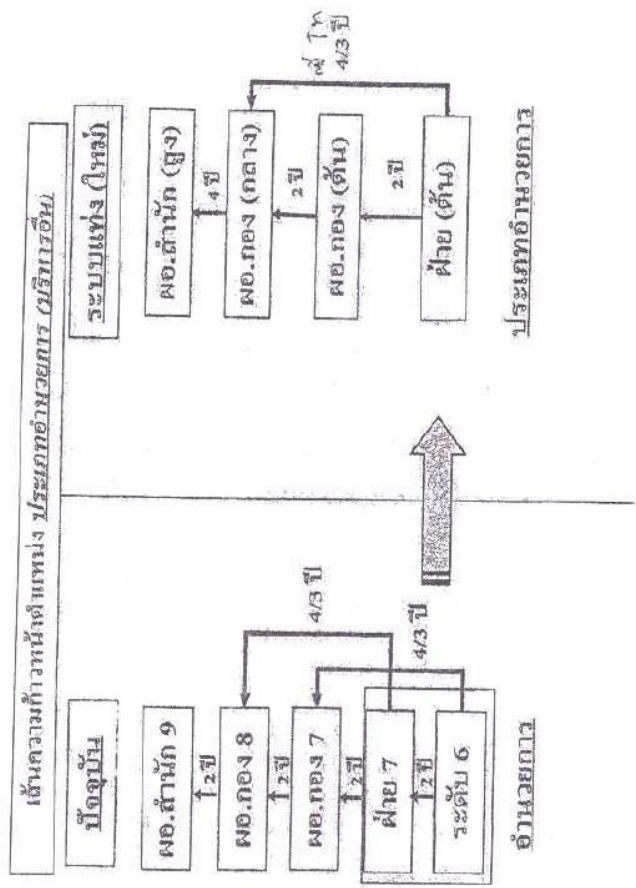 เส้นความก้าวหน้าตำแหน่ง ประเภทอำนวยการ (บริหารอื่น)
ปัจจุบัน
ผอ.สำนัก 9
2 ปี
ผอ.กอง 8
2 ปี
4/3 ปี
ผอ.กอง 7
2 ปี
ฝ่าย 7
4/3 ปี
2 ปี
ระดับ 6
อำนวยการ
ระบบแท่ง (ใหม่)
ผอ.สำนัก (สูง)
4 ปี
ผอ.กอง (กลาง)
2 ปี
4/3 ปี
ผอ.กอง (ต้น)
2 ปี
ฝ่าย (ต้น)
ประเภทอำนวยการ